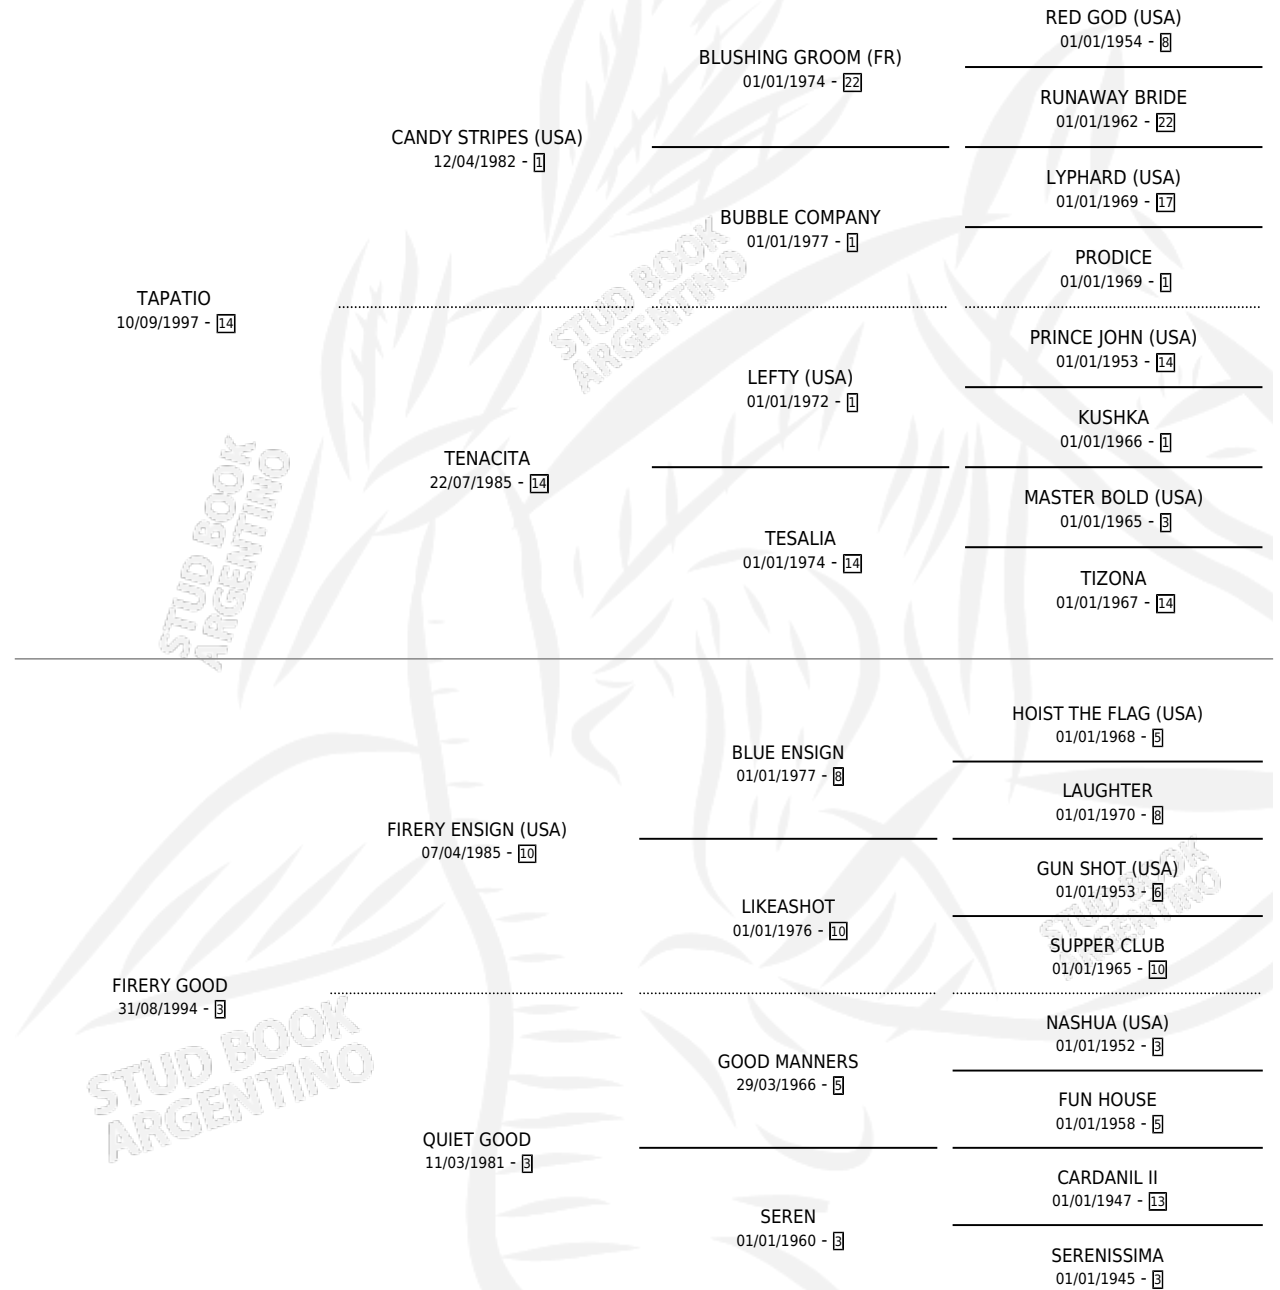 RED GOD (USA)
01/01/1954 - 8
BLUSHING GROOM (FR)
01/01/1974 - 22
RUNAWAY BRIDE
01/01/1962 - 22
CANDY STRIPES (USA)
12/04/1982 - 1
LYPHARD (USA)
01/01/1969 - 17
BUBBLE COMPANY
01/01/1977 - 1
PRODICE
01/01/1969 - 1
STUD BOOK
ARGENTINO
TAPATIO
10/09/1997 - 14
PRINCE JOHN (USA)
01/01/1953 - 14
LEFTY (USA)
01/01/1972 - 1
KUSHKA
01/01/1966 - 1
TENACITA
22/07/1985 - 14
MASTER BOLD (USA)
01/01/1965 - 3
TESALIA
01/01/1974 - 14
TIZONA
01/01/1967 - 14
STUD BOOK
ARGENTINO
HOIST THE FLAG (USA)
01/01/1968 - 5
BLUE ENSIGN
01/01/1977 - 8
LAUGHTER
01/01/1970 - 8
FIRERY ENSIGN (USA)
07/04/1985 - 10
GUN SHOT (USA)
01/01/1953 - 6
LIKEASHOT
01/01/1976 - 10
SUPPER CLUB
01/01/1965 - 10
STUD BOOK
ARGENTINO
FIRERY GOOD
31/08/1994 - 3
NASHUA (USA)
01/01/1952 - 3
GOOD MANNERS
29/03/1966 - 5
FUN HOUSE
01/01/1958 - 5
STUD BOOK
ARGENTINO
QUIET GOOD
11/03/1981 - 3
CARDANIL II
01/01/1947 - 13
SEREN
01/01/1960 - 3
SERENISSIMA
01/01/1945 - 3